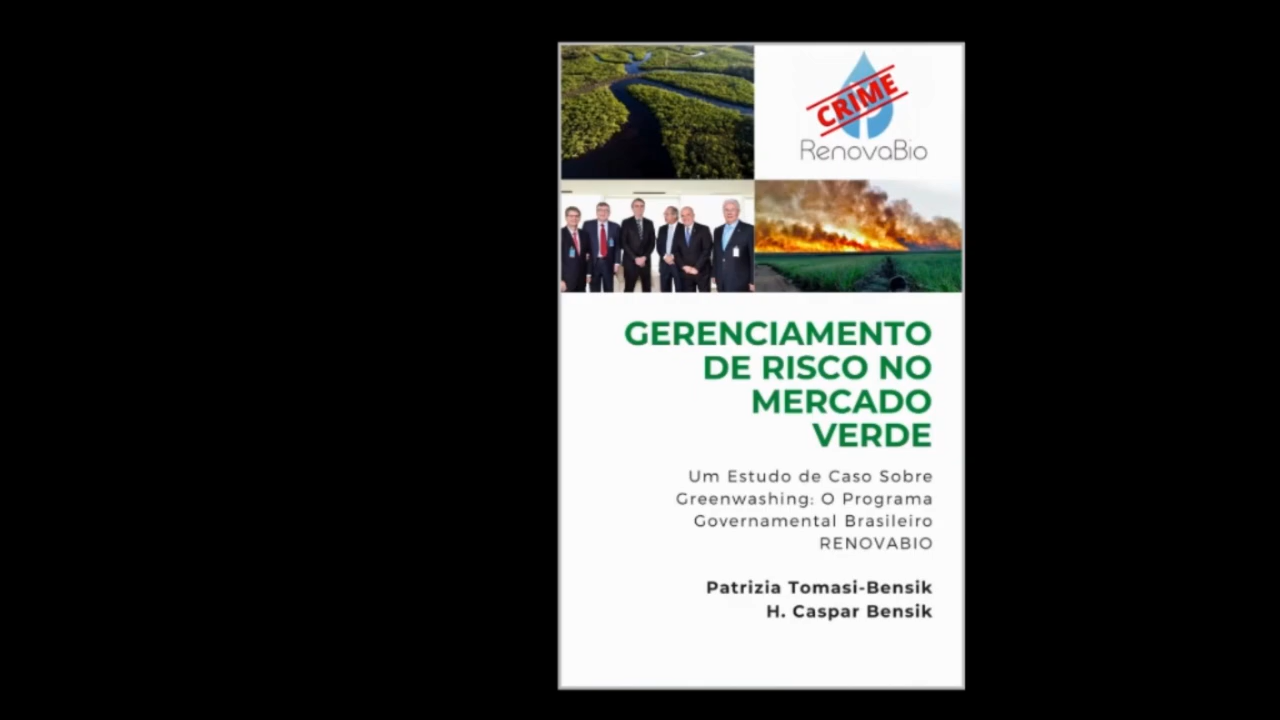 CRIME
RenovaBio
GERENCIAMENTO
DE RISCO NO
MERCADO
VERDE
Um Estudo de Caso Sobre
Greenwashing: O Programa
Governamental Brasileiro
RENOVABIO
Patrizia Tomasi-Bensik
H. Caspar Bensik